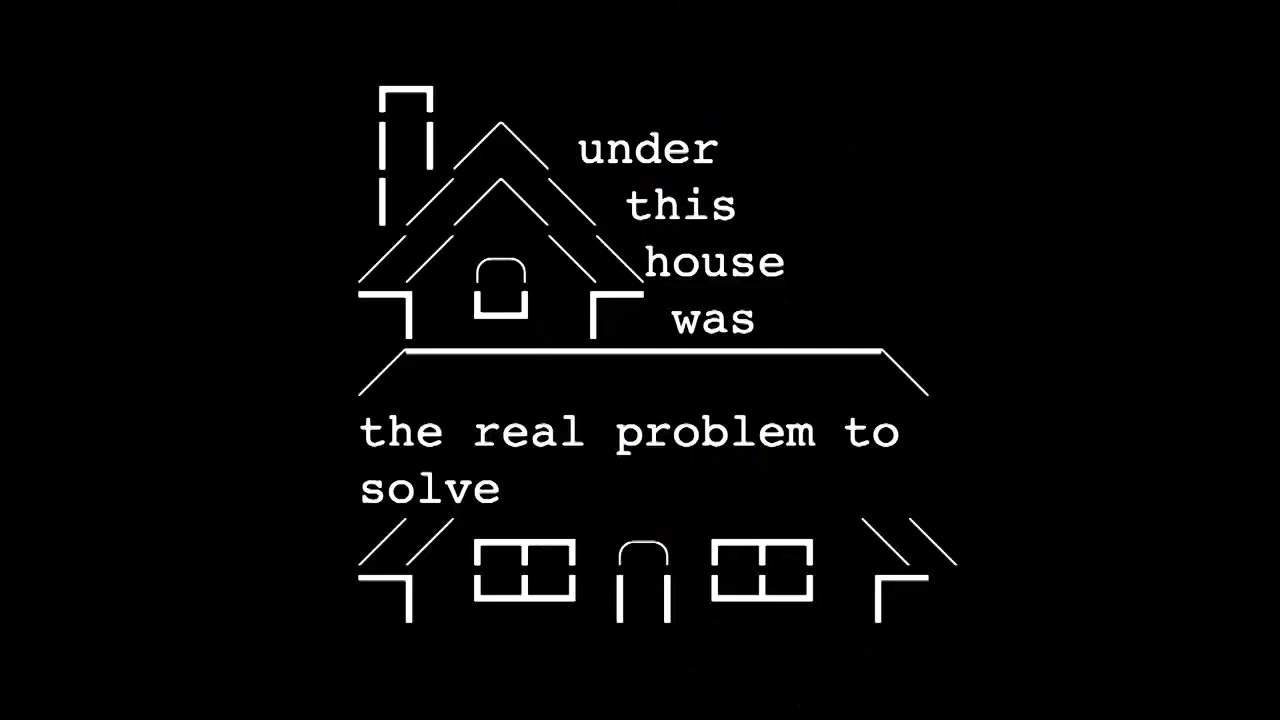 under
this
house
was
the real problem to
solve